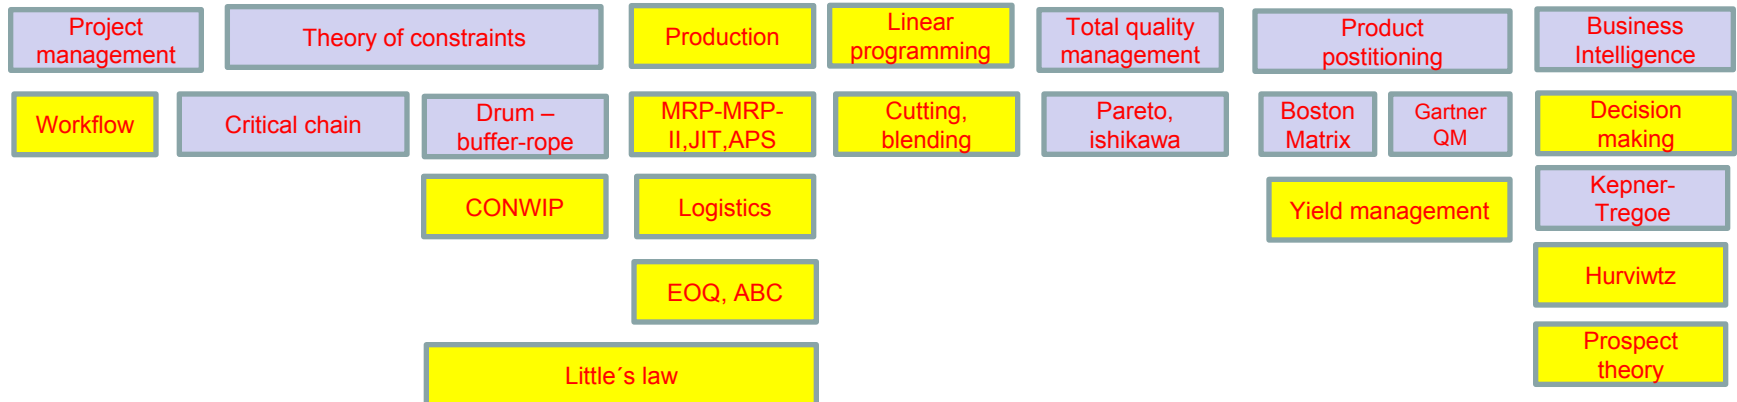 Project
management
Theory of constraints
Production
Linear
programming
Total quality
management
Product
postitioning
Business
Intelligence
Workflow
Critical chain
Drum –
buffer-rope
MRP-MRP-
II,JIT,APS
Cutting,
blending
Pareto,
ishikawa
Boston
Matrix
Gartner
QM
Decision
making
CONWIP
Logistics
Yield management
Kepner-
Tregoe
EOQ, ABC
Hurviwtz
Little´s law
Prospect
theory